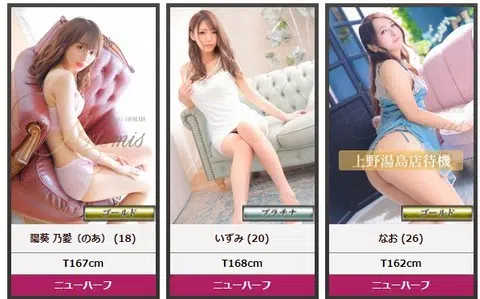 ゴールド
陽葵 乃愛（のあ） (18)
T167cm
ニューハーフ
プラチナ
いずみ (20)
T168cm
ニューハーフ
上野湯島店待機
ゴールド
なお (26)
T162cm
ニューハーフ